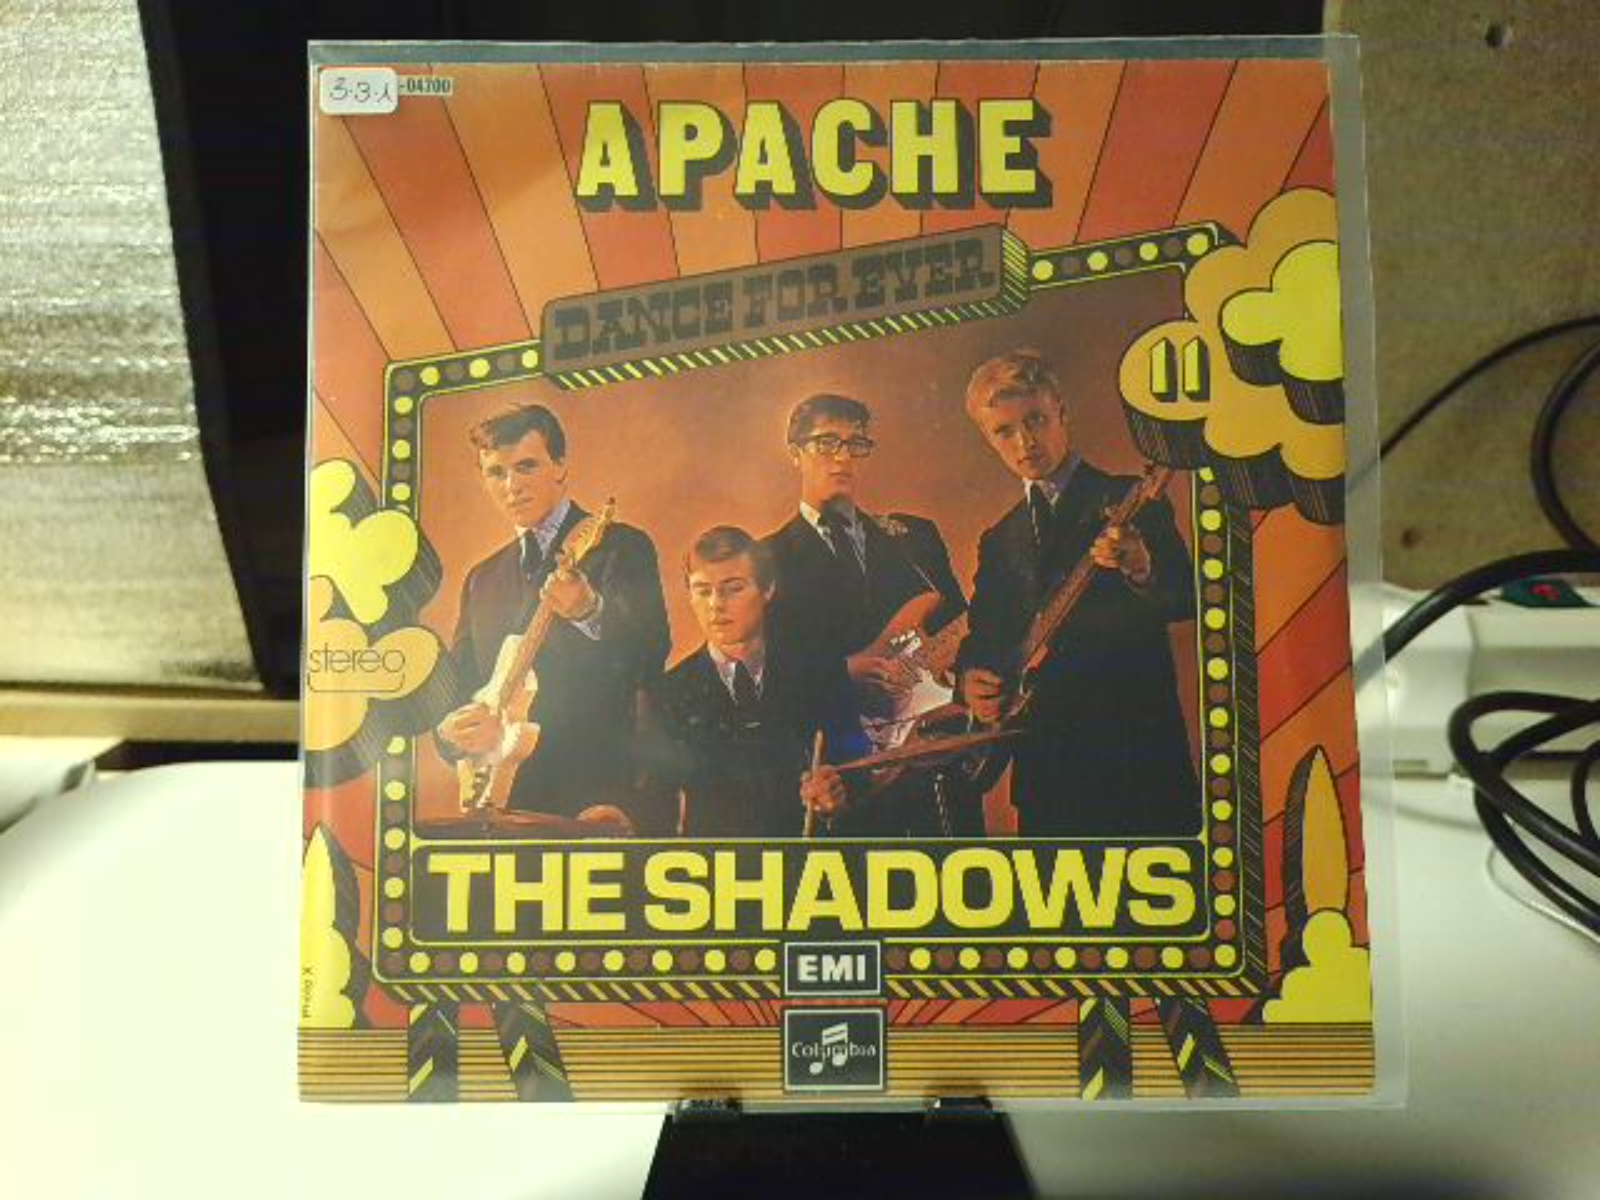 3.3.1
-04700
APACHE
DANCE FOR EVER
11
stereo
THE SHADOWS
EMI
Columbia